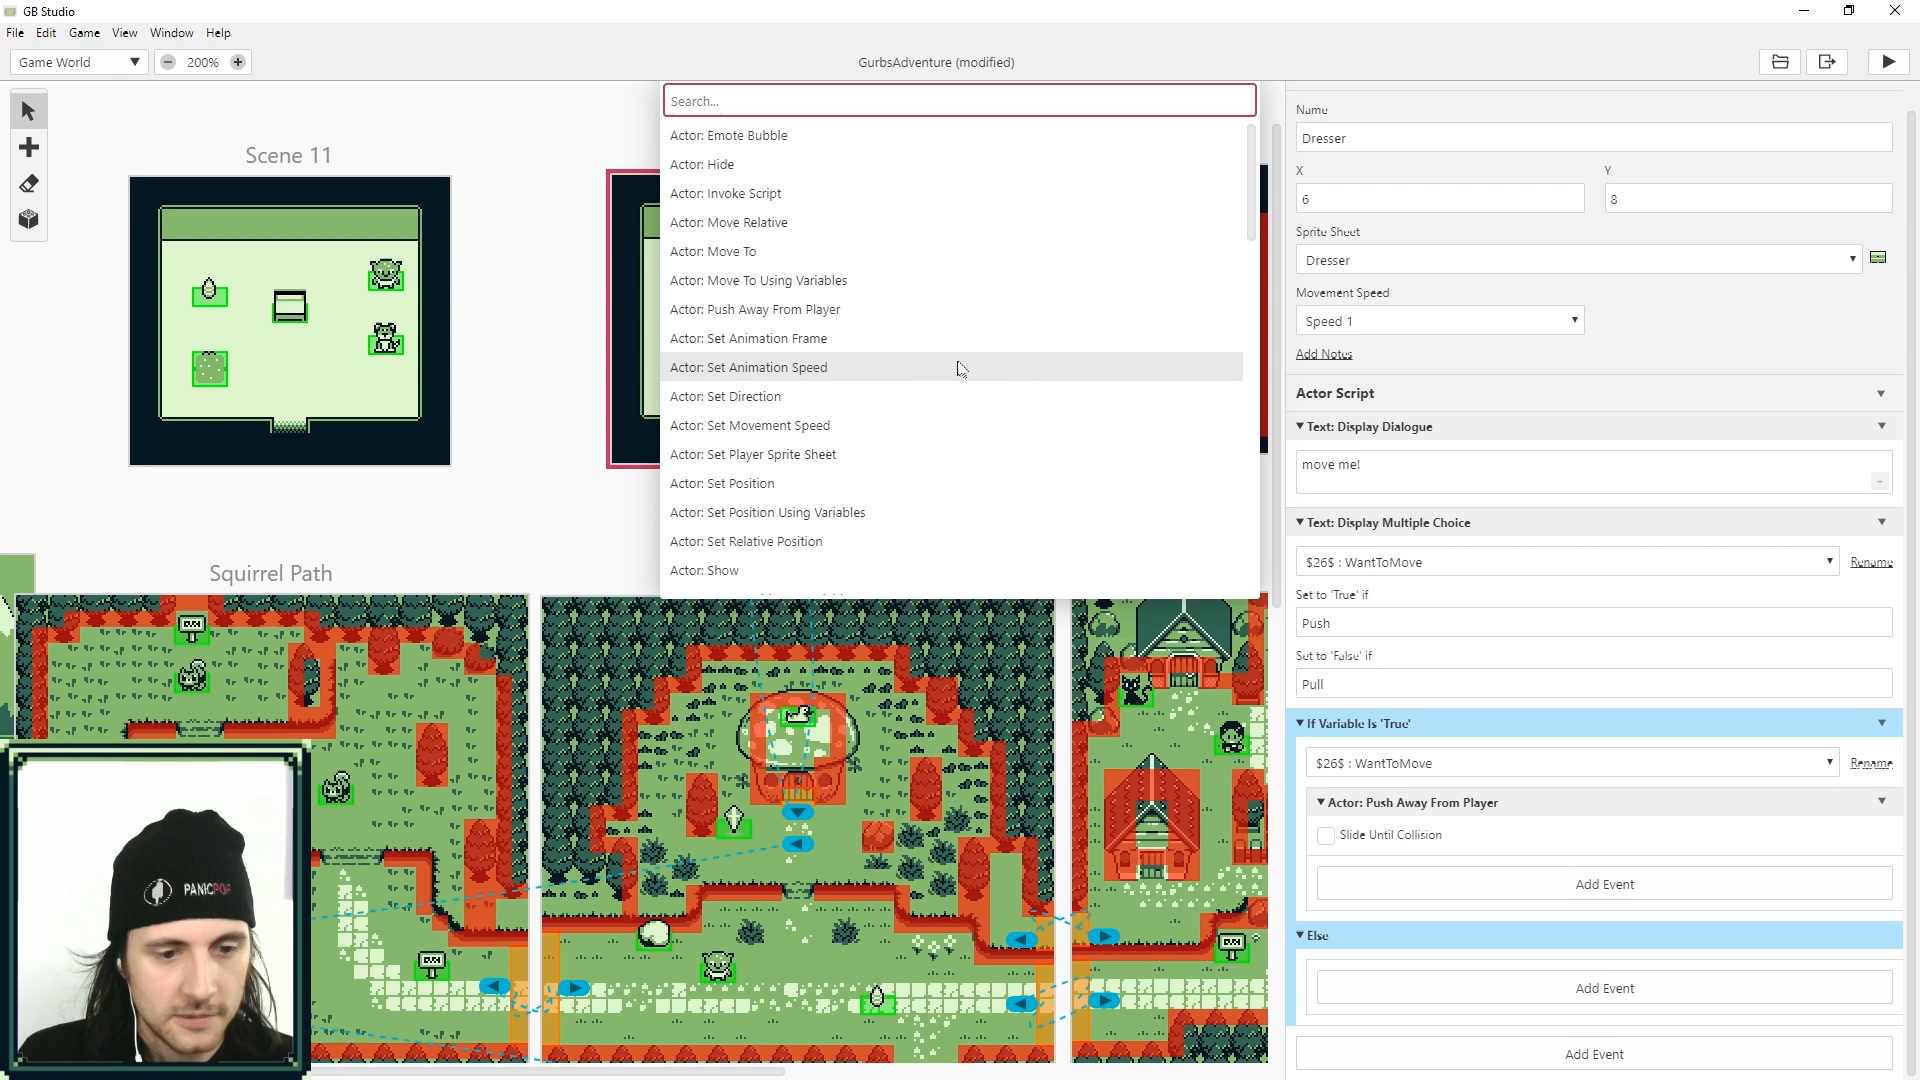 GB Studio
File Edit Game View Window Help
Game World
200%
GurbsAdventure (modified)
Scene 11
Squirrel Path
Search...
Actor: Emote Bubble
Actor: Hide
Actor: Invoke Script
Actor: Move Relative
Actor: Move To
Actor: Move To Using Variables
Actor: Push Away From Player
Actor: Set Animation Frame
Actor: Set Animation Speed
Actor: Set Direction
Actor: Set Movement Speed
Actor: Set Player Sprite Sheet
Actor: Set Position
Actor: Set Position Using Variables
Actor: Set Relative Position
Actor: Show
Name
Dresser
X Y
6 8
Sprite Sheet
Dresser
Movement Speed
Speed 1
Add Notes
Actor Script
Text: Display Dialogue
move me!
Text: Display Multiple Choice
$26$ : WantToMove Rename
Set to 'True' if
Push
Set to 'False' if
Pull
If Variable Is 'True'
$26$ : WantToMove Rename
Actor: Push Away From Player
Slide Until Collision
Add Event
Else
Add Event
Add Event
PANICPOP